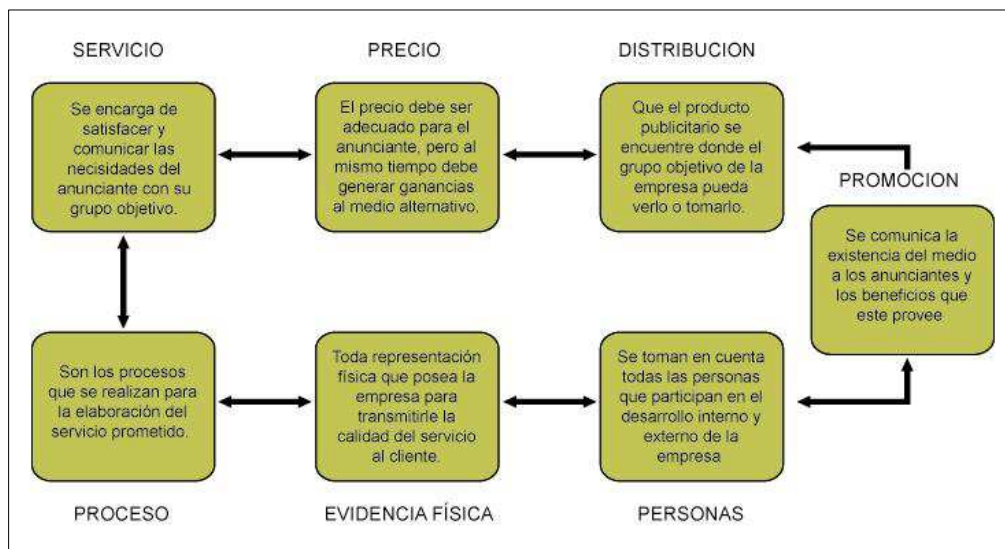 SERVICIO
Se encarga de
satisfacer y
comunicar las
necisidades del
anunciante con su
grupo objetivo.
PRECIO
El precio debe ser
adecuado para el
anunciante, pero al
mismo tiempo debe
generar ganancias
al medio alternativo.
DISTRIBUCION
Que el producto
publicitario se
encuentre donde el
grupo objetivo de la
empresa pueda
verlo o tomarlo.
PROMOCION
Se comunica la
existencia del medio
a los anunciantes y
los beneficios que
este provee
Son los procesos
que se realizan para
la elaboración del
servicio prometido.
PROCESO
Toda representación
física que posea la
empresa para
transmitirle la
calidad del servicio
al cliente.
EVIDENCIA FÍSICA
Se toman en cuenta
todas las personas
que participan en el
desarrollo interno y
externo de la
empresa
PERSONAS